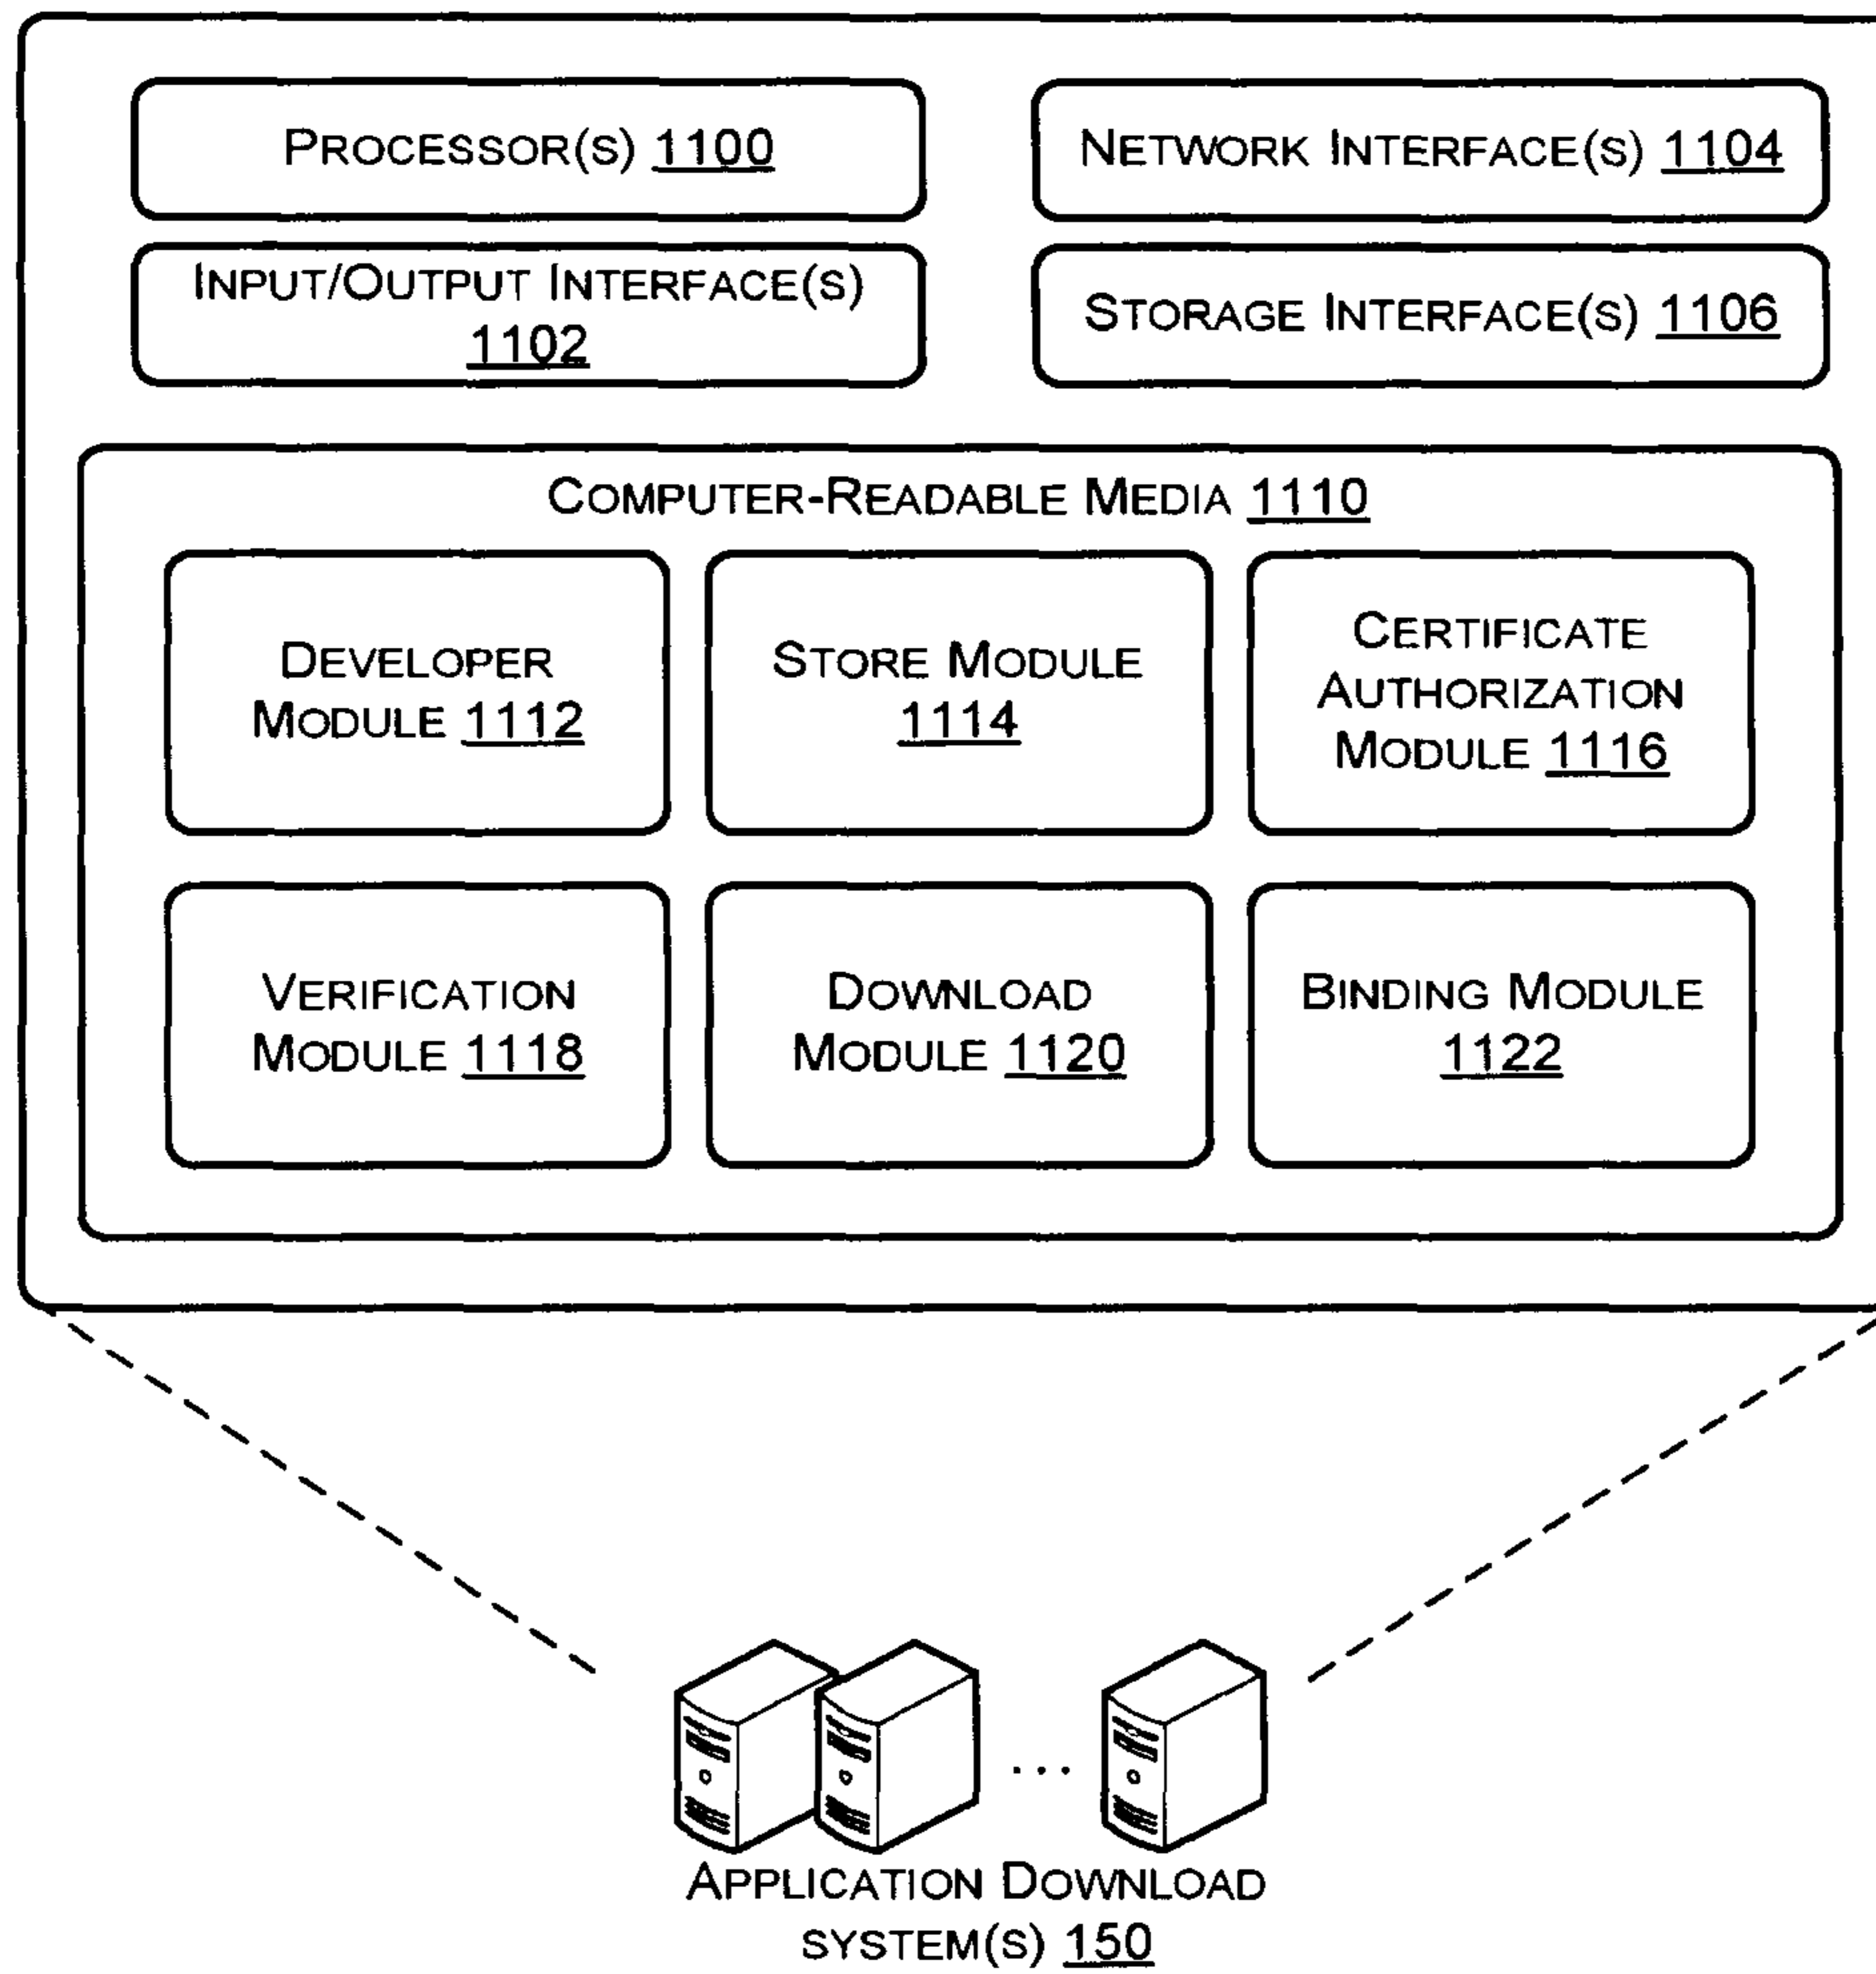 PROCESSOR(S) 1100
NETWORK INTERFACE(S) 1104
INPUT/OUTPUT INTERFACE(S)
1102
STORAGE INTERFACE(S) 1106
COMPUTER-READABLE MEDIA 1110
DEVELOPER
MODULE 1112
STORE MODULE
1114
CERTIFICATE
AUTHORIZATION
MODULE 1116
VERIFICATION
MODULE 1118
DOWNLOAD
MODULE 1120
BINDING MODULE
1122
...
APPLICATION DOWNLOAD
SYSTEM(S) 150